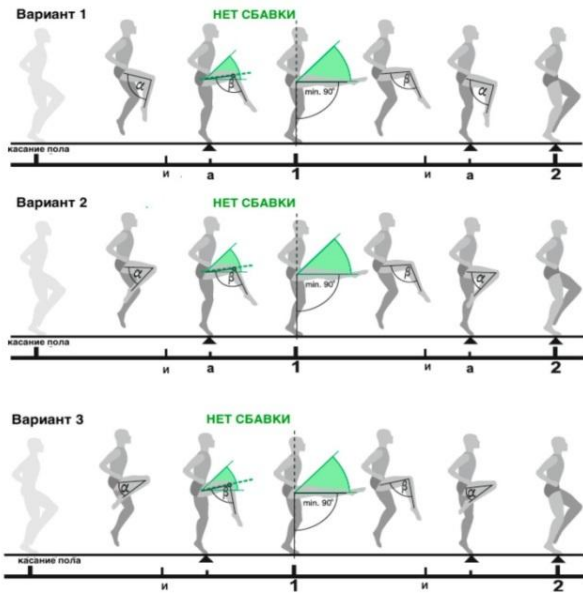 Вариант 1 НЕТ СБАВКИ
α β min. 90° β α
касание пола
и а 1 и а 2
Вариант 2 НЕТ СБАВКИ
α β min. 90° β α
касание пола
и а 1 и а 2
Вариант 3 НЕТ СБАВКИ
α β min. 90° β α
касание пола
и 1 и 2